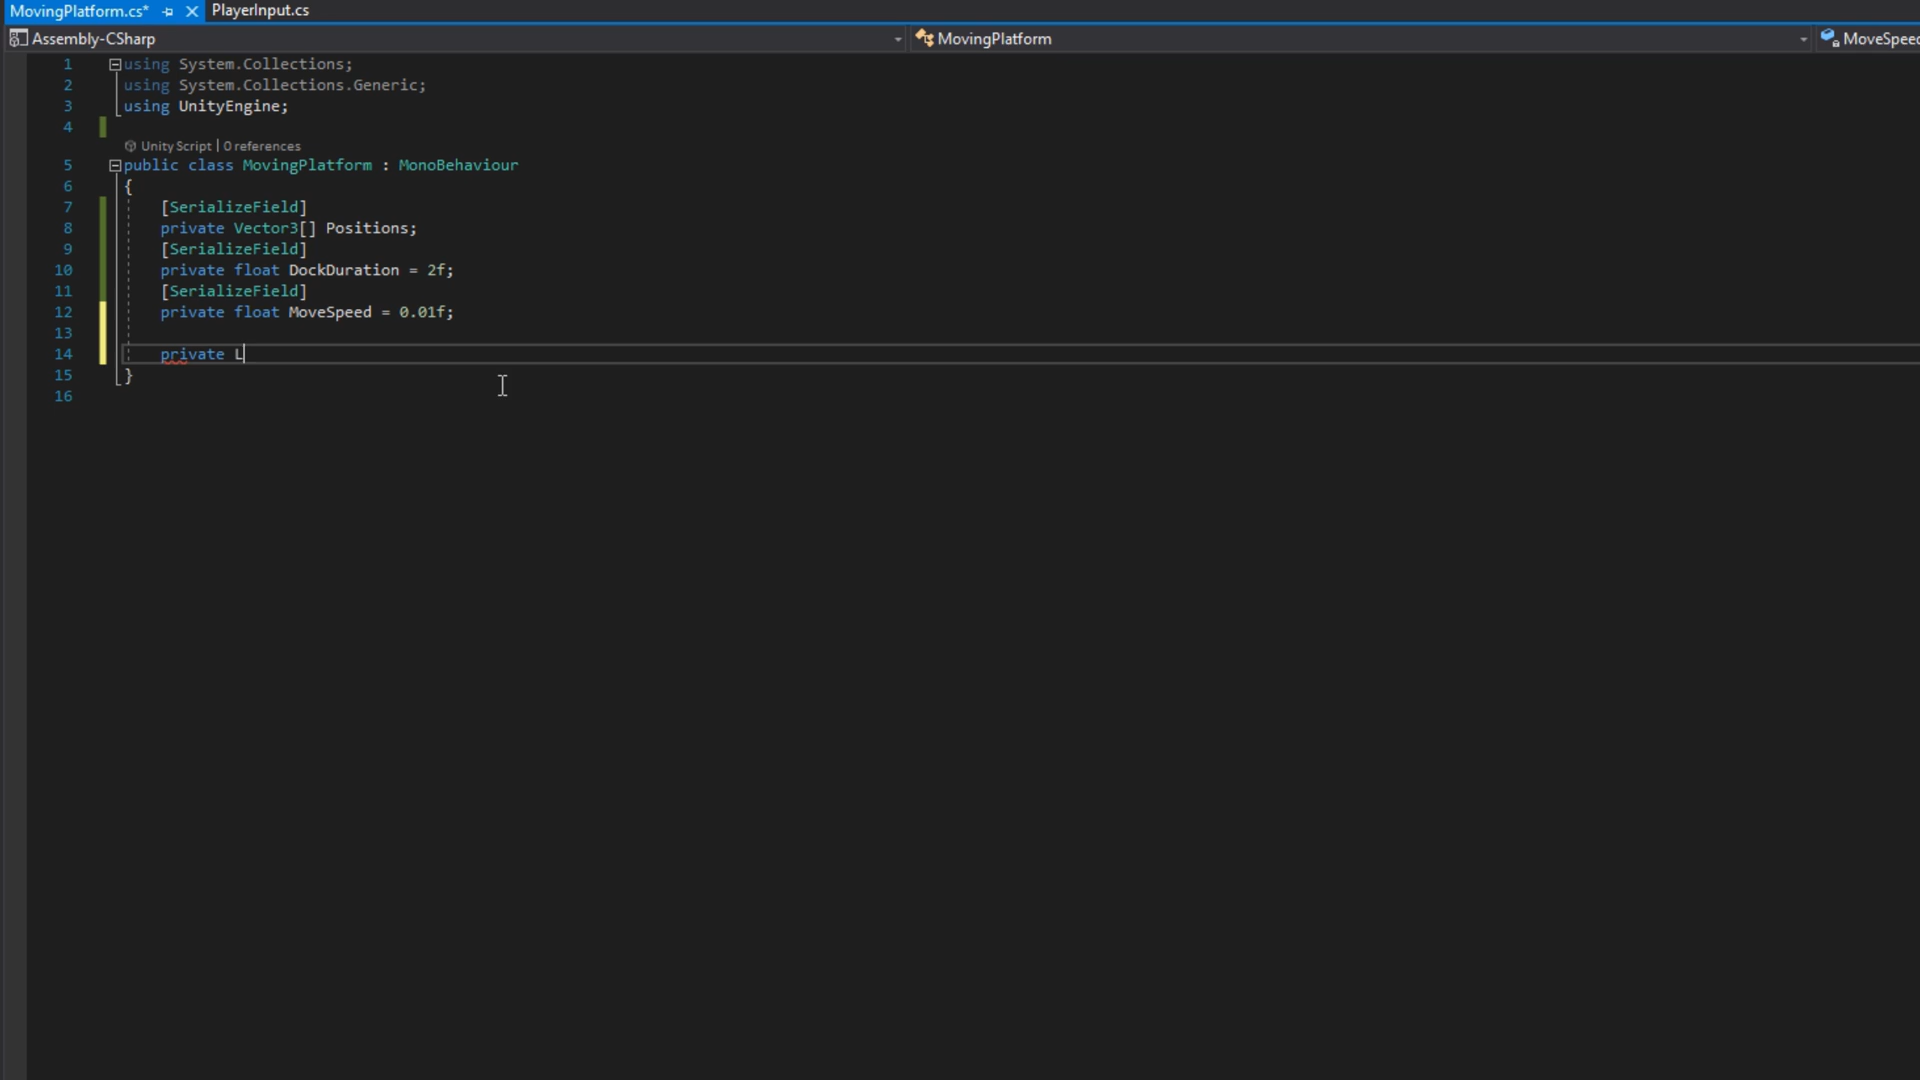 MovingPlatform.cs* PlayerInput.cs
Assembly-CSharp MovingPlatform MoveSpeed
1 using System.Collections;
2 using System.Collections.Generic;
3 using UnityEngine;
4
Unity Script | 0 references
5 public class MovingPlatform : MonoBehaviour
6 {
7 [SerializeField]
8 private Vector3[] Positions;
9 [SerializeField]
10 private float DockDuration = 2f;
11 [SerializeField]
12 private float MoveSpeed = 0.01f;
13
14 private L
15 }
16